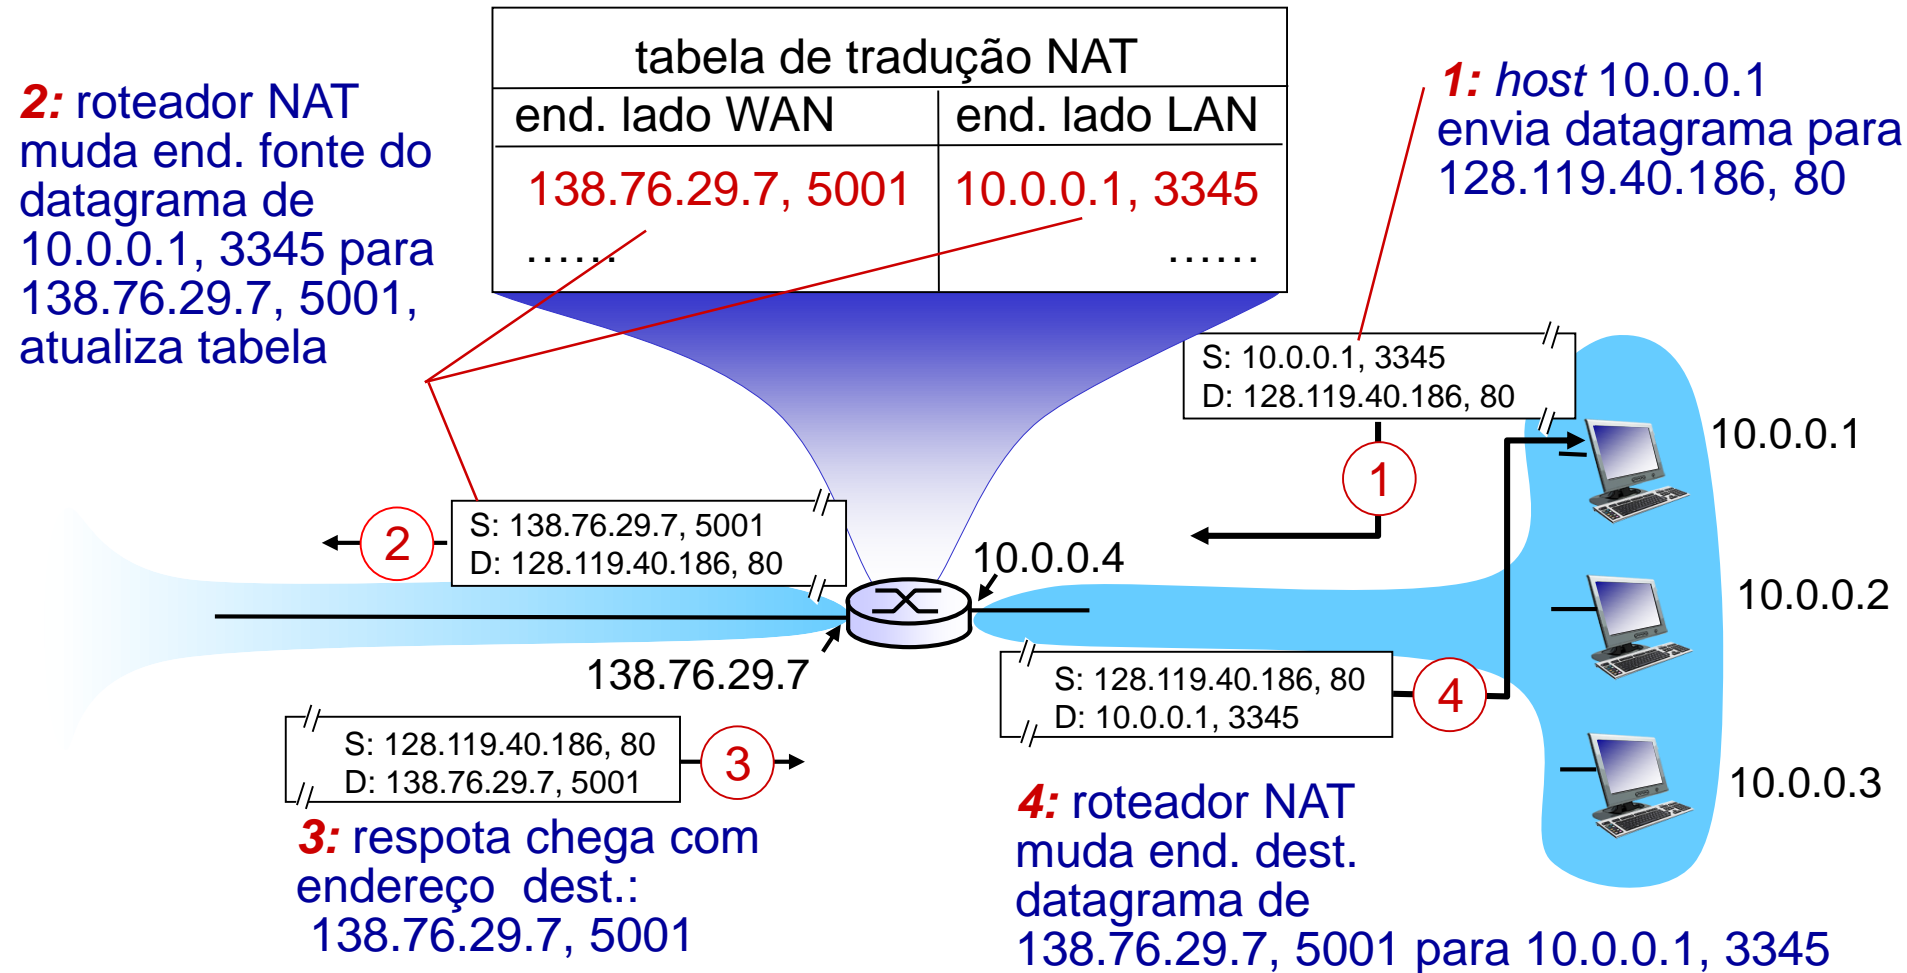 tabela de tradução NAT
end. lado WAN
end. lado LAN
138.76.29.7, 5001
10.0.0.1, 3345
……
……
2: roteador NAT
muda end. fonte do
datagrama de
10.0.0.1, 3345 para
138.76.29.7, 5001,
atualiza tabela
1: host 10.0.0.1
envia datagrama para
128.119.40.186, 80
S: 10.0.0.1, 3345
D: 128.119.40.186, 80
1
10.0.0.1
S: 138.76.29.7, 5001
D: 128.119.40.186, 80
2
10.0.0.4
10.0.0.2
138.76.29.7
S: 128.119.40.186, 80
D: 10.0.0.1, 3345
4
S: 128.119.40.186, 80
D: 138.76.29.7, 5001
3
10.0.0.3
3: respota chega com
endereço dest.:
138.76.29.7, 5001
4: roteador NAT
muda end. dest.
datagrama de
138.76.29.7, 5001 para 10.0.0.1, 3345